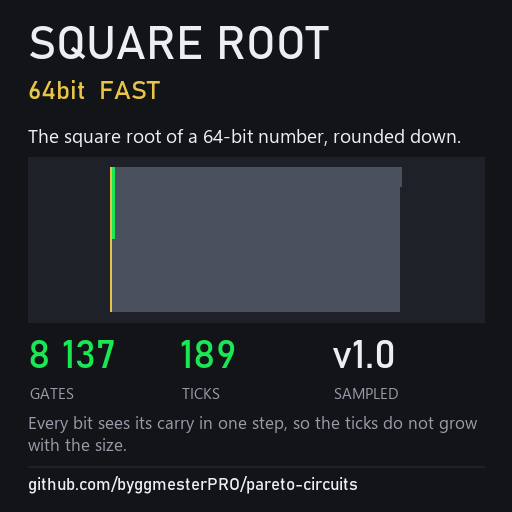 SQUARE ROOT
64bit FAST
The square root of a 64-bit number, rounded down.
8 137 189 v1.0
GATES TICKS SAMPLED
Every bit sees its carry in one step, so the ticks do not grow
with the size.
github.com/byggmesterPRO/pareto-circuits